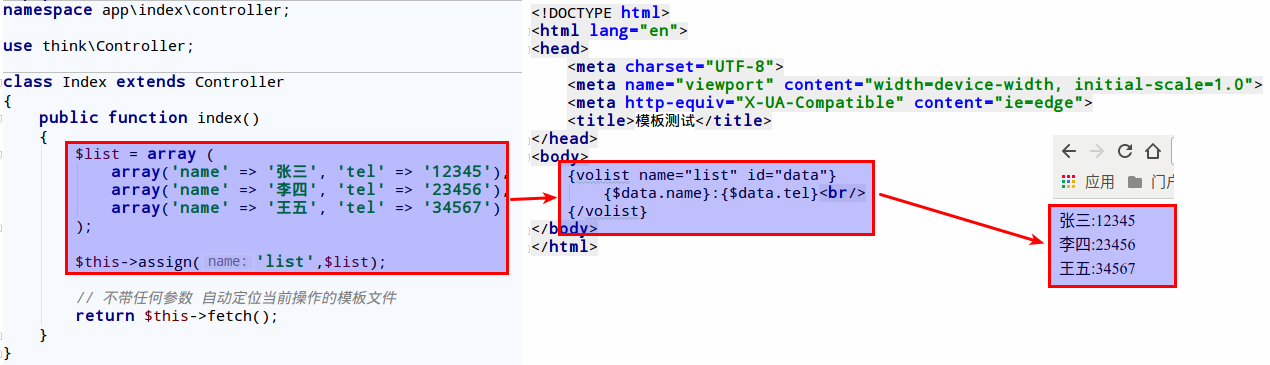 namespace app\index\controller;
use think\Controller;
class Index extends Controller
{
public function index()
{
$list = array (
array('name' => '张三', 'tel' => '12345'),
array('name' => '李四', 'tel' => '23456'),
array('name' => '王五', 'tel' => '34567')
);
$this->assign( name: 'list',$list);
// 不带任何参数 自动定位当前操作的模板文件
return $this->fetch();
}
}
<!DOCTYPE html>
<html lang="en">
<head>
<meta charset="UTF-8">
<meta name="viewport" content="width=device-width, initial-scale=1.0">
<meta http-equiv="X-UA-Compatible" content="ie=edge">
<title>模板测试</title>
</head>
<body>
{volist name="list" id="data"}
{$data.name}:{$data.tel}<br/>
{/volist}
</body>
</html>
应用 门户
张三:12345
李四:23456
王五:34567